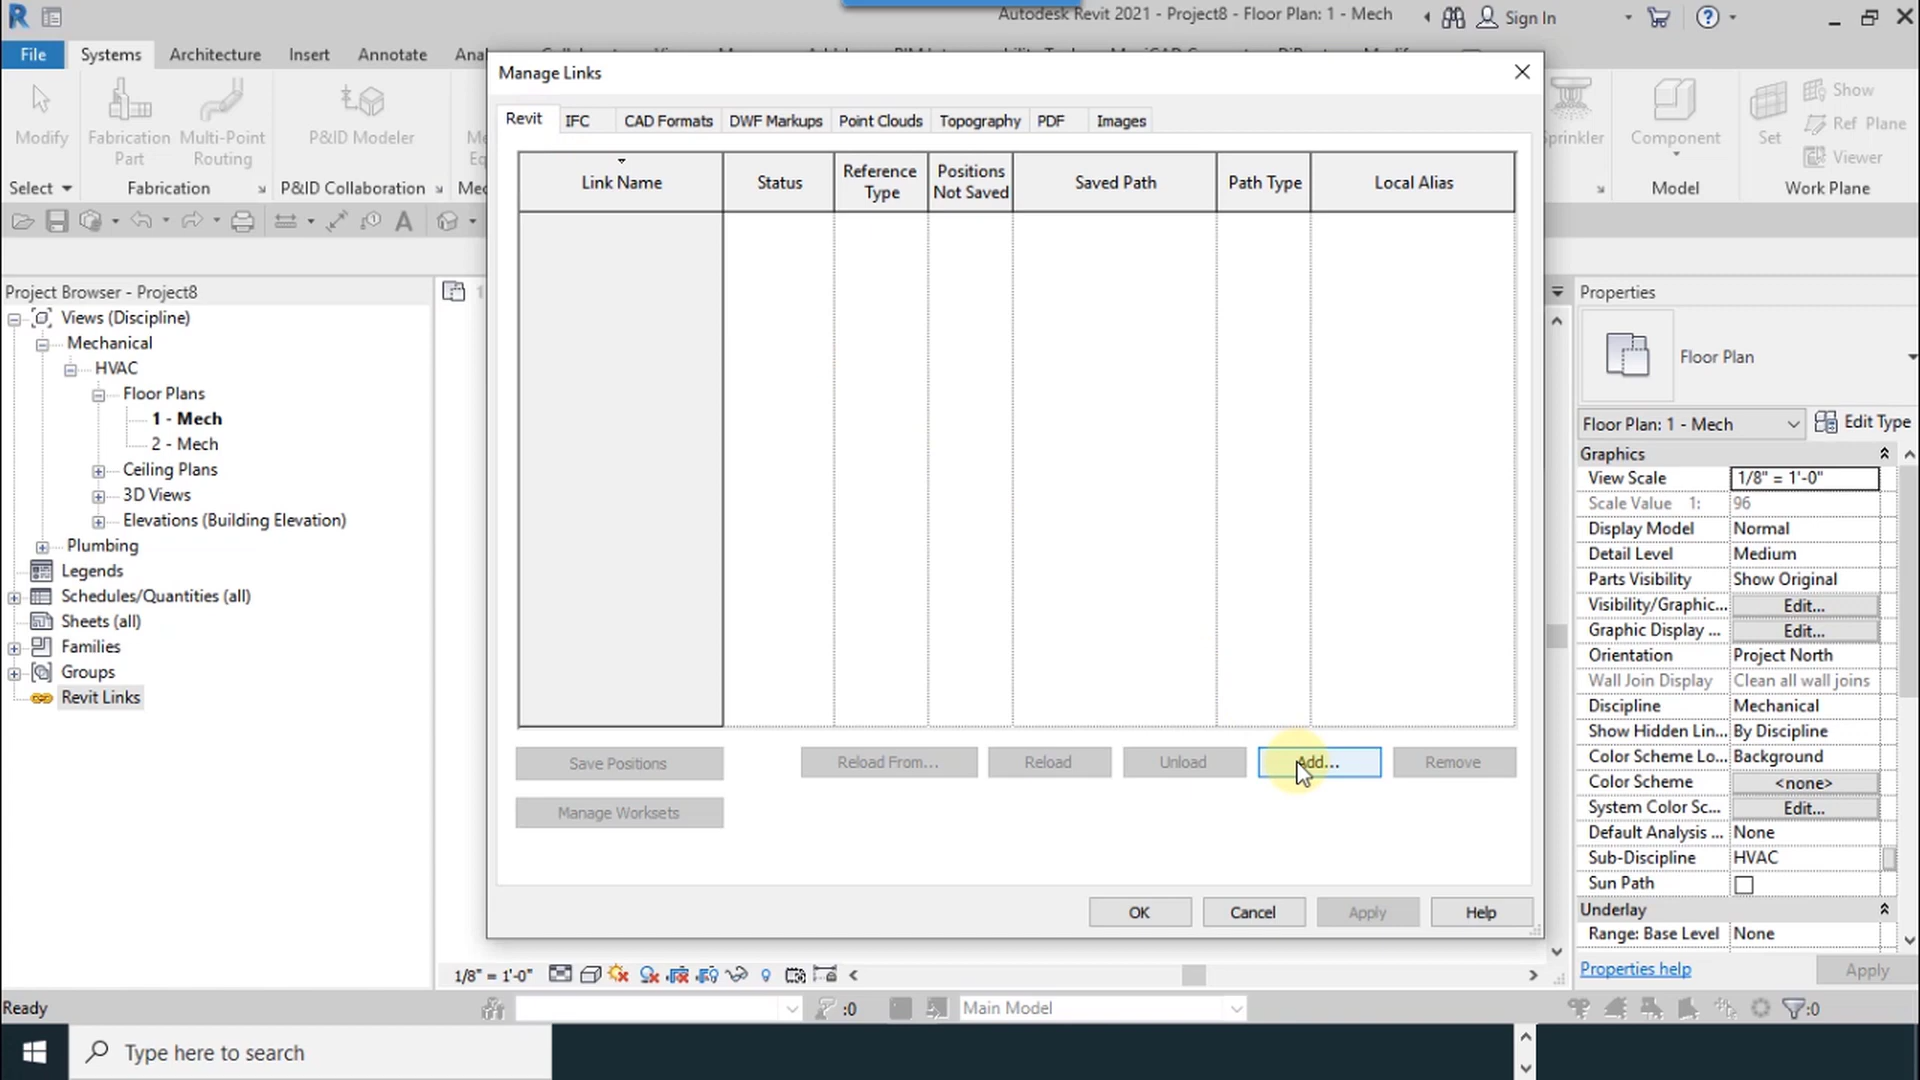 Autodesk Revit 2021 - Project8 - Floor Plan: 1 - Mech
Sign In
File
Systems
Architecture
Insert
Annotate
Modify
Fabrication
Part
Multi-Point
Routing
P&ID Modeler
Component
Set
Show
Ref Plane
Viewer
Select
Fabrication
P&ID Collaboration
Model
Work Plane
Manage Links
Revit
IFC
CAD Formats
DWF Markups
Point Clouds
Topography
PDF
Images
Link Name
Status
Reference
Type
Positions
Not Saved
Saved Path
Path Type
Local Alias
Save Positions
Reload From...
Reload
Unload
Add...
Remove
Manage Worksets
OK
Cancel
Apply
Help
Project Browser - Project8
Views (Discipline)
Mechanical
HVAC
Floor Plans
1 - Mech
2 - Mech
Ceiling Plans
3D Views
Elevations (Building Elevation)
Plumbing
Legends
Schedules/Quantities (all)
Sheets (all)
Families
Groups
Revit Links
Properties
Floor Plan
Floor Plan: 1 - Mech
Edit Type
Graphics
View Scale 1/8" = 1'-0"
Scale Value 1: 96
Display Model Normal
Detail Level Medium
Parts Visibility Show Original
Visibility/Graphic... Edit...
Graphic Display ... Edit...
Orientation Project North
Wall Join Display Clean all wall joins
Discipline Mechanical
Show Hidden Lin... By Discipline
Color Scheme Lo... Background
Color Scheme <none>
System Color Sc... Edit...
Default Analysis ... None
Sub-Discipline HVAC
Sun Path
Underlay
Range: Base Level None
Properties help
Apply
1/8" = 1'-0"
Ready
:0
Main Model
:0
Type here to search